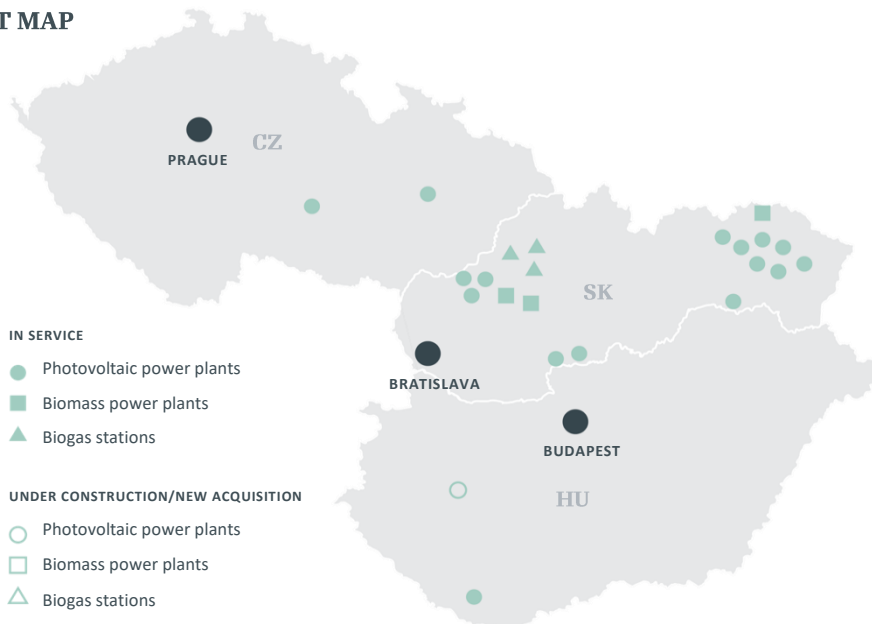 T MAP
CZ
PRAGUE
SK
IN SERVICE
Photovoltaic power plants
Biomass power plants
Biogas stations
BRATISLAVA
BUDAPEST
UNDER CONSTRUCTION/NEW ACQUISITION
HU
Photovoltaic power plants
Biomass power plants
Biogas stations